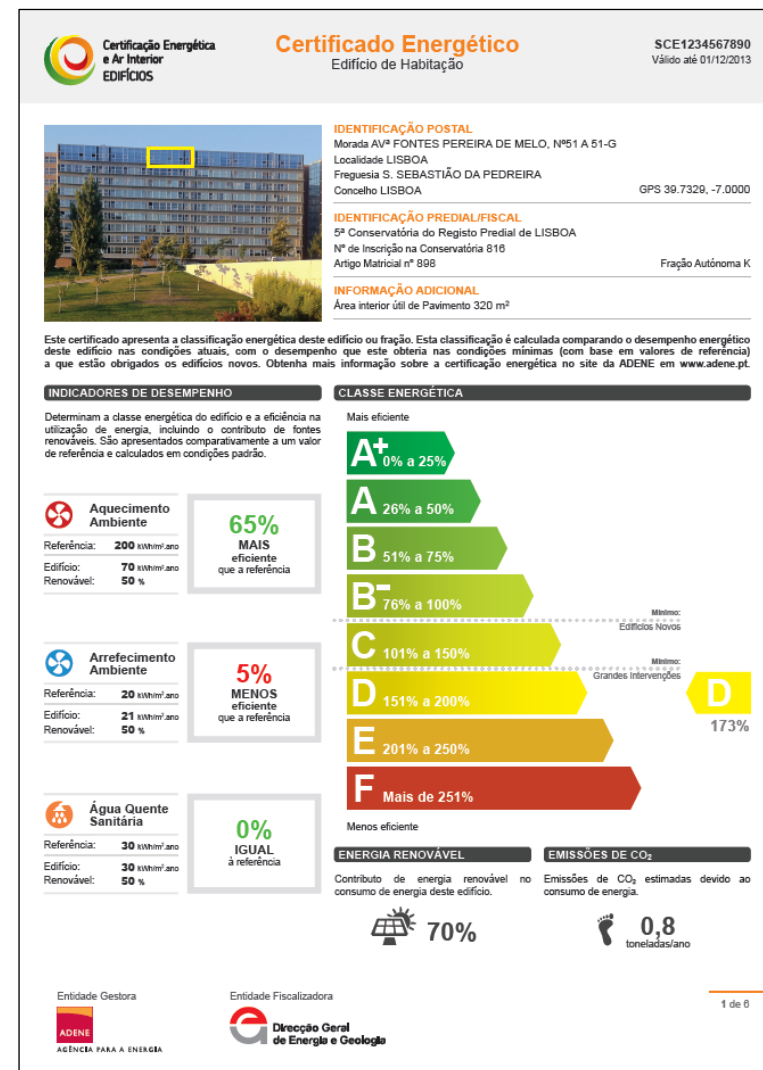 Certificação Energética
e Ar Interior
EDIFÍCIOS
Certificado Energético
Edifício de Habitação
SCE1234567890
Válido até 01/12/2013
IDENTIFICAÇÃO POSTAL
Morada AVª FONTES PEREIRA DE MELO, Nº51 A 51-G
Localidade LISBOA
Freguesia S. SEBASTIÃO DA PEDREIRA
Concelho LISBOA
GPS 39.7329, -7.0000
IDENTIFICAÇÃO PREDIAL/FISCAL
5ª Conservatória do Registo Predial de LISBOA
Nº de Inscrição na Conservatória 816
Artigo Matricial nº 898
Fração Autónoma K
INFORMAÇÃO ADICIONAL
Área interior útil de Pavimento 320 m²
Este certificado apresenta a classificação energética deste edifício ou fração. Esta classificação é calculada comparando o desempenho energético
deste edifício nas condições atuais, com o desempenho que este obteria nas condições mínimas (com base em valores de referência)
a que estão obrigados os edifícios novos. Obtenha mais informação sobre a certificação energética no site da ADENE em www.adene.pt.
INDICADORES DE DESEMPENHO
Determinam a classe energética do edifício e a eficiência na
utilização de energia, incluindo o contributo de fontes
renováveis. São apresentados comparativamente a um valor
de referência e calculados em condições padrão.
Aquecimento
Ambiente
Referência: 200 kWh/m².ano
Edifício: 70 kWh/m².ano
Renovável: 50 %
65%
MAIS
eficiente
que a referência
Arrefecimento
Ambiente
Referência: 20 kWh/m².ano
Edifício: 21 kWh/m².ano
Renovável: 50 %
5%
MENOS
eficiente
que a referência
Água Quente
Sanitária
Referência: 30 kWh/m².ano
Edifício: 30 kWh/m².ano
Renovável: 50 %
0%
IGUAL
à referência
CLASSE ENERGÉTICA
Mais eficiente
A+ 0% a 25%
A 26% a 50%
B 51% a 75%
B- 76% a 100%
Mínimo:
Edifícios Novos
C 101% a 150%
Mínimo:
Grandes Intervenções
D 151% a 200%
D
173%
E 201% a 250%
F Mais de 251%
Menos eficiente
ENERGIA RENOVÁVEL
Contributo de energia renovável no
consumo de energia deste edifício.
70%
EMISSÕES DE CO₂
Emissões de CO₂ estimadas devido ao
consumo de energia.
0,8
toneladas/ano
Entidade Gestora
ADENE
AGÊNCIA PARA A ENERGIA
Entidade Fiscalizadora
Direcção Geral
de Energia e Geologia
1 de 6